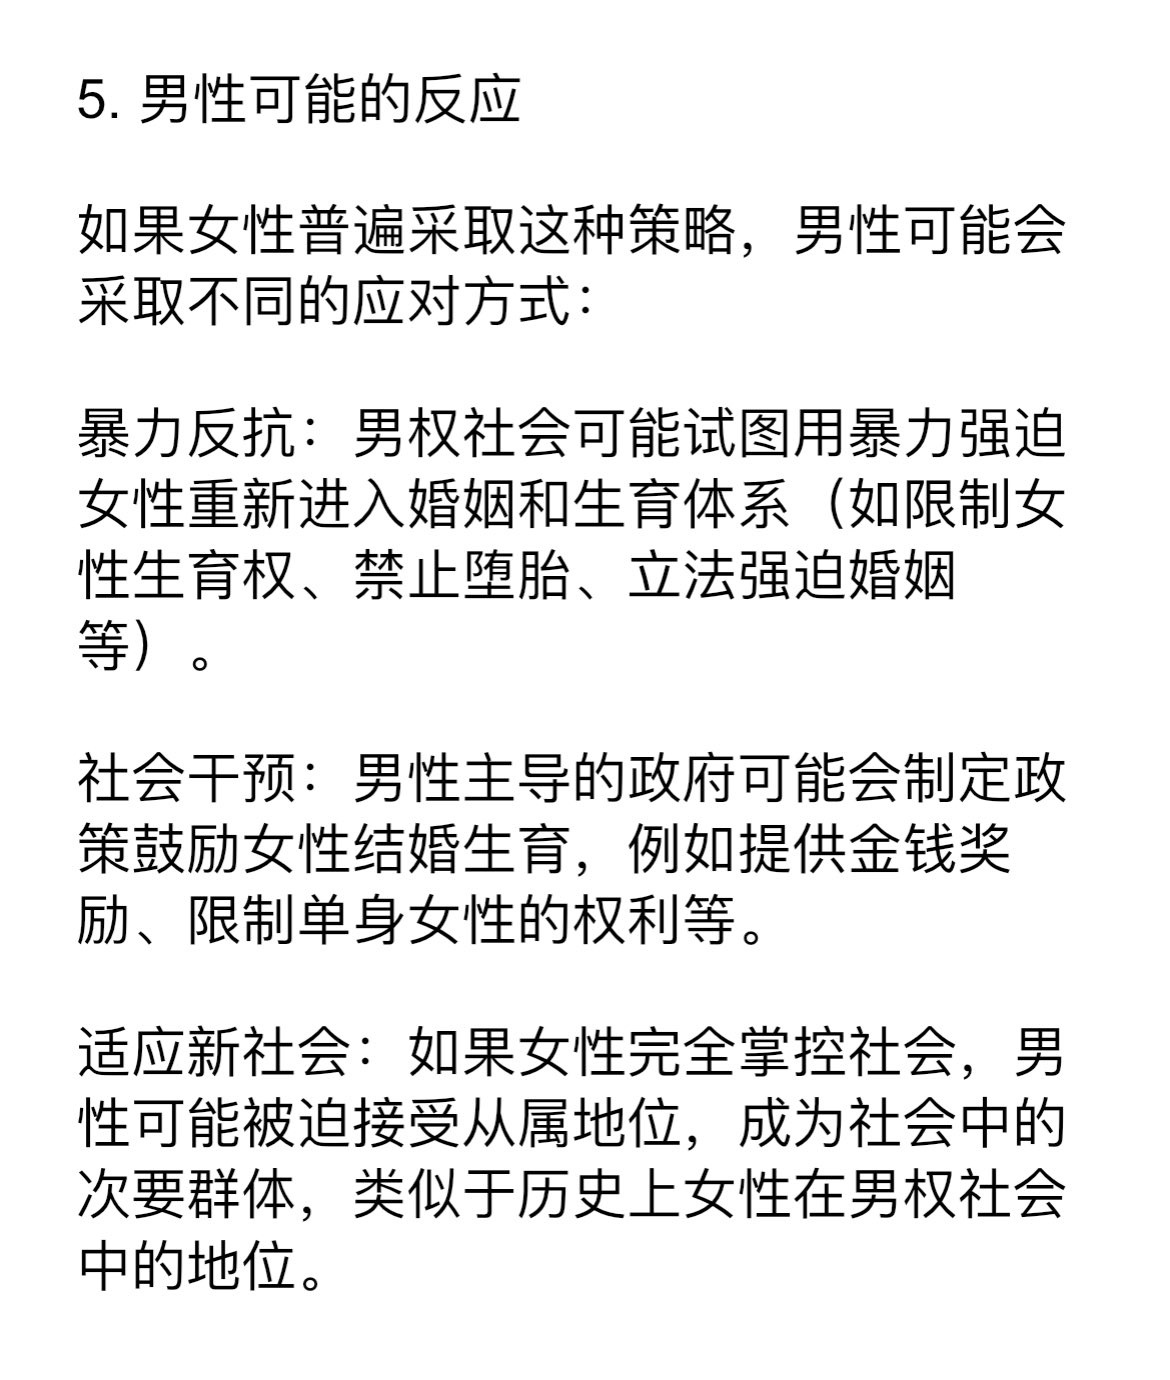 5. 男性可能的反应
如果女性普遍采取这种策略，男性可能会
采取不同的应对方式：
暴力反抗：男权社会可能试图用暴力强迫
女性重新进入婚姻和生育体系（如限制女
性生育权、禁止堕胎、立法强迫婚姻
等）。
社会干预：男性主导的政府可能会制定政
策鼓励女性结婚生育，例如提供金钱奖
励、限制单身女性的权利等。
适应新社会：如果女性完全掌控社会，男
性可能被迫接受从属地位，成为社会中的
次要群体，类似于历史上女性在男权社会
中的地位。